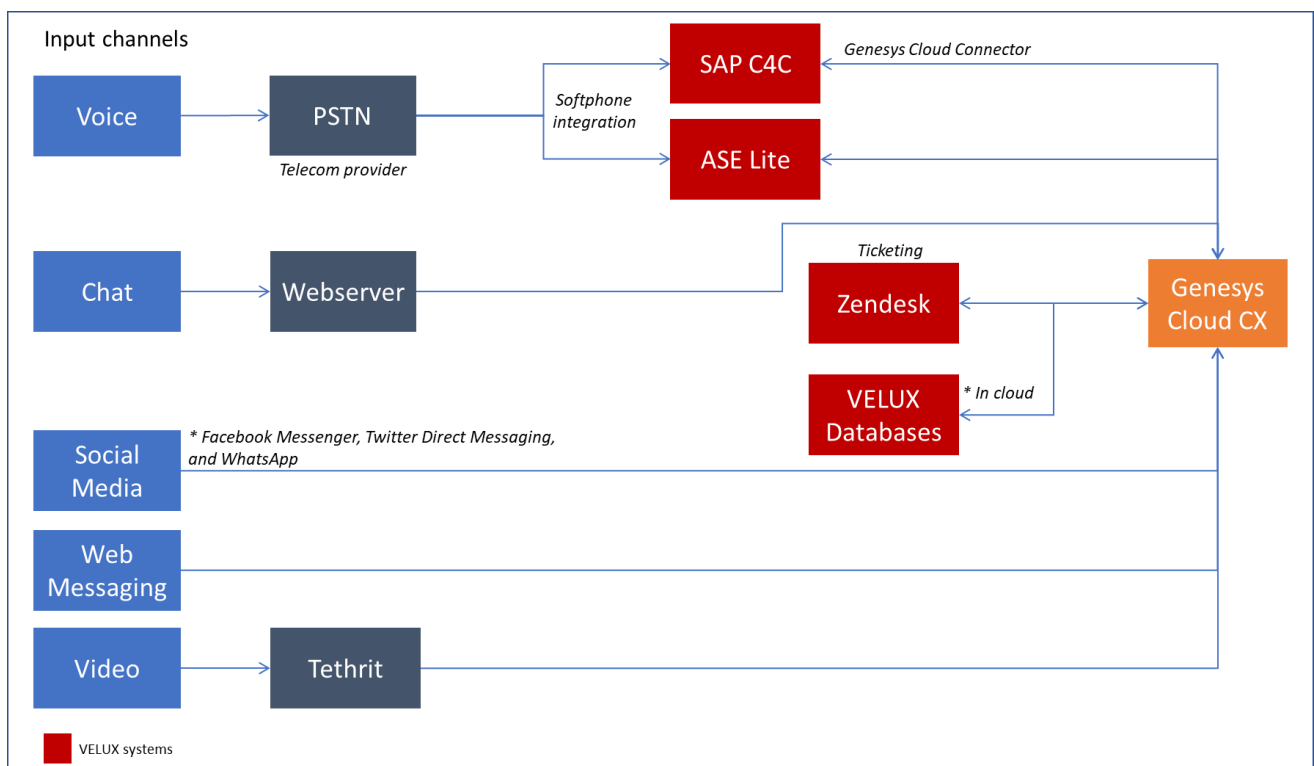 Input channels
Voice
PSTN
Telecom provider
Softphone
integration
SAP C4C
Genesys Cloud Connector
ASE Lite
Chat
Webserver
Ticketing
Zendesk
Genesys
Cloud CX
VELUX
Databases
* In cloud
Social
Media
* Facebook Messenger, Twitter Direct Messaging,
and WhatsApp
Web
Messaging
Video
Tethrit
VELUX systems